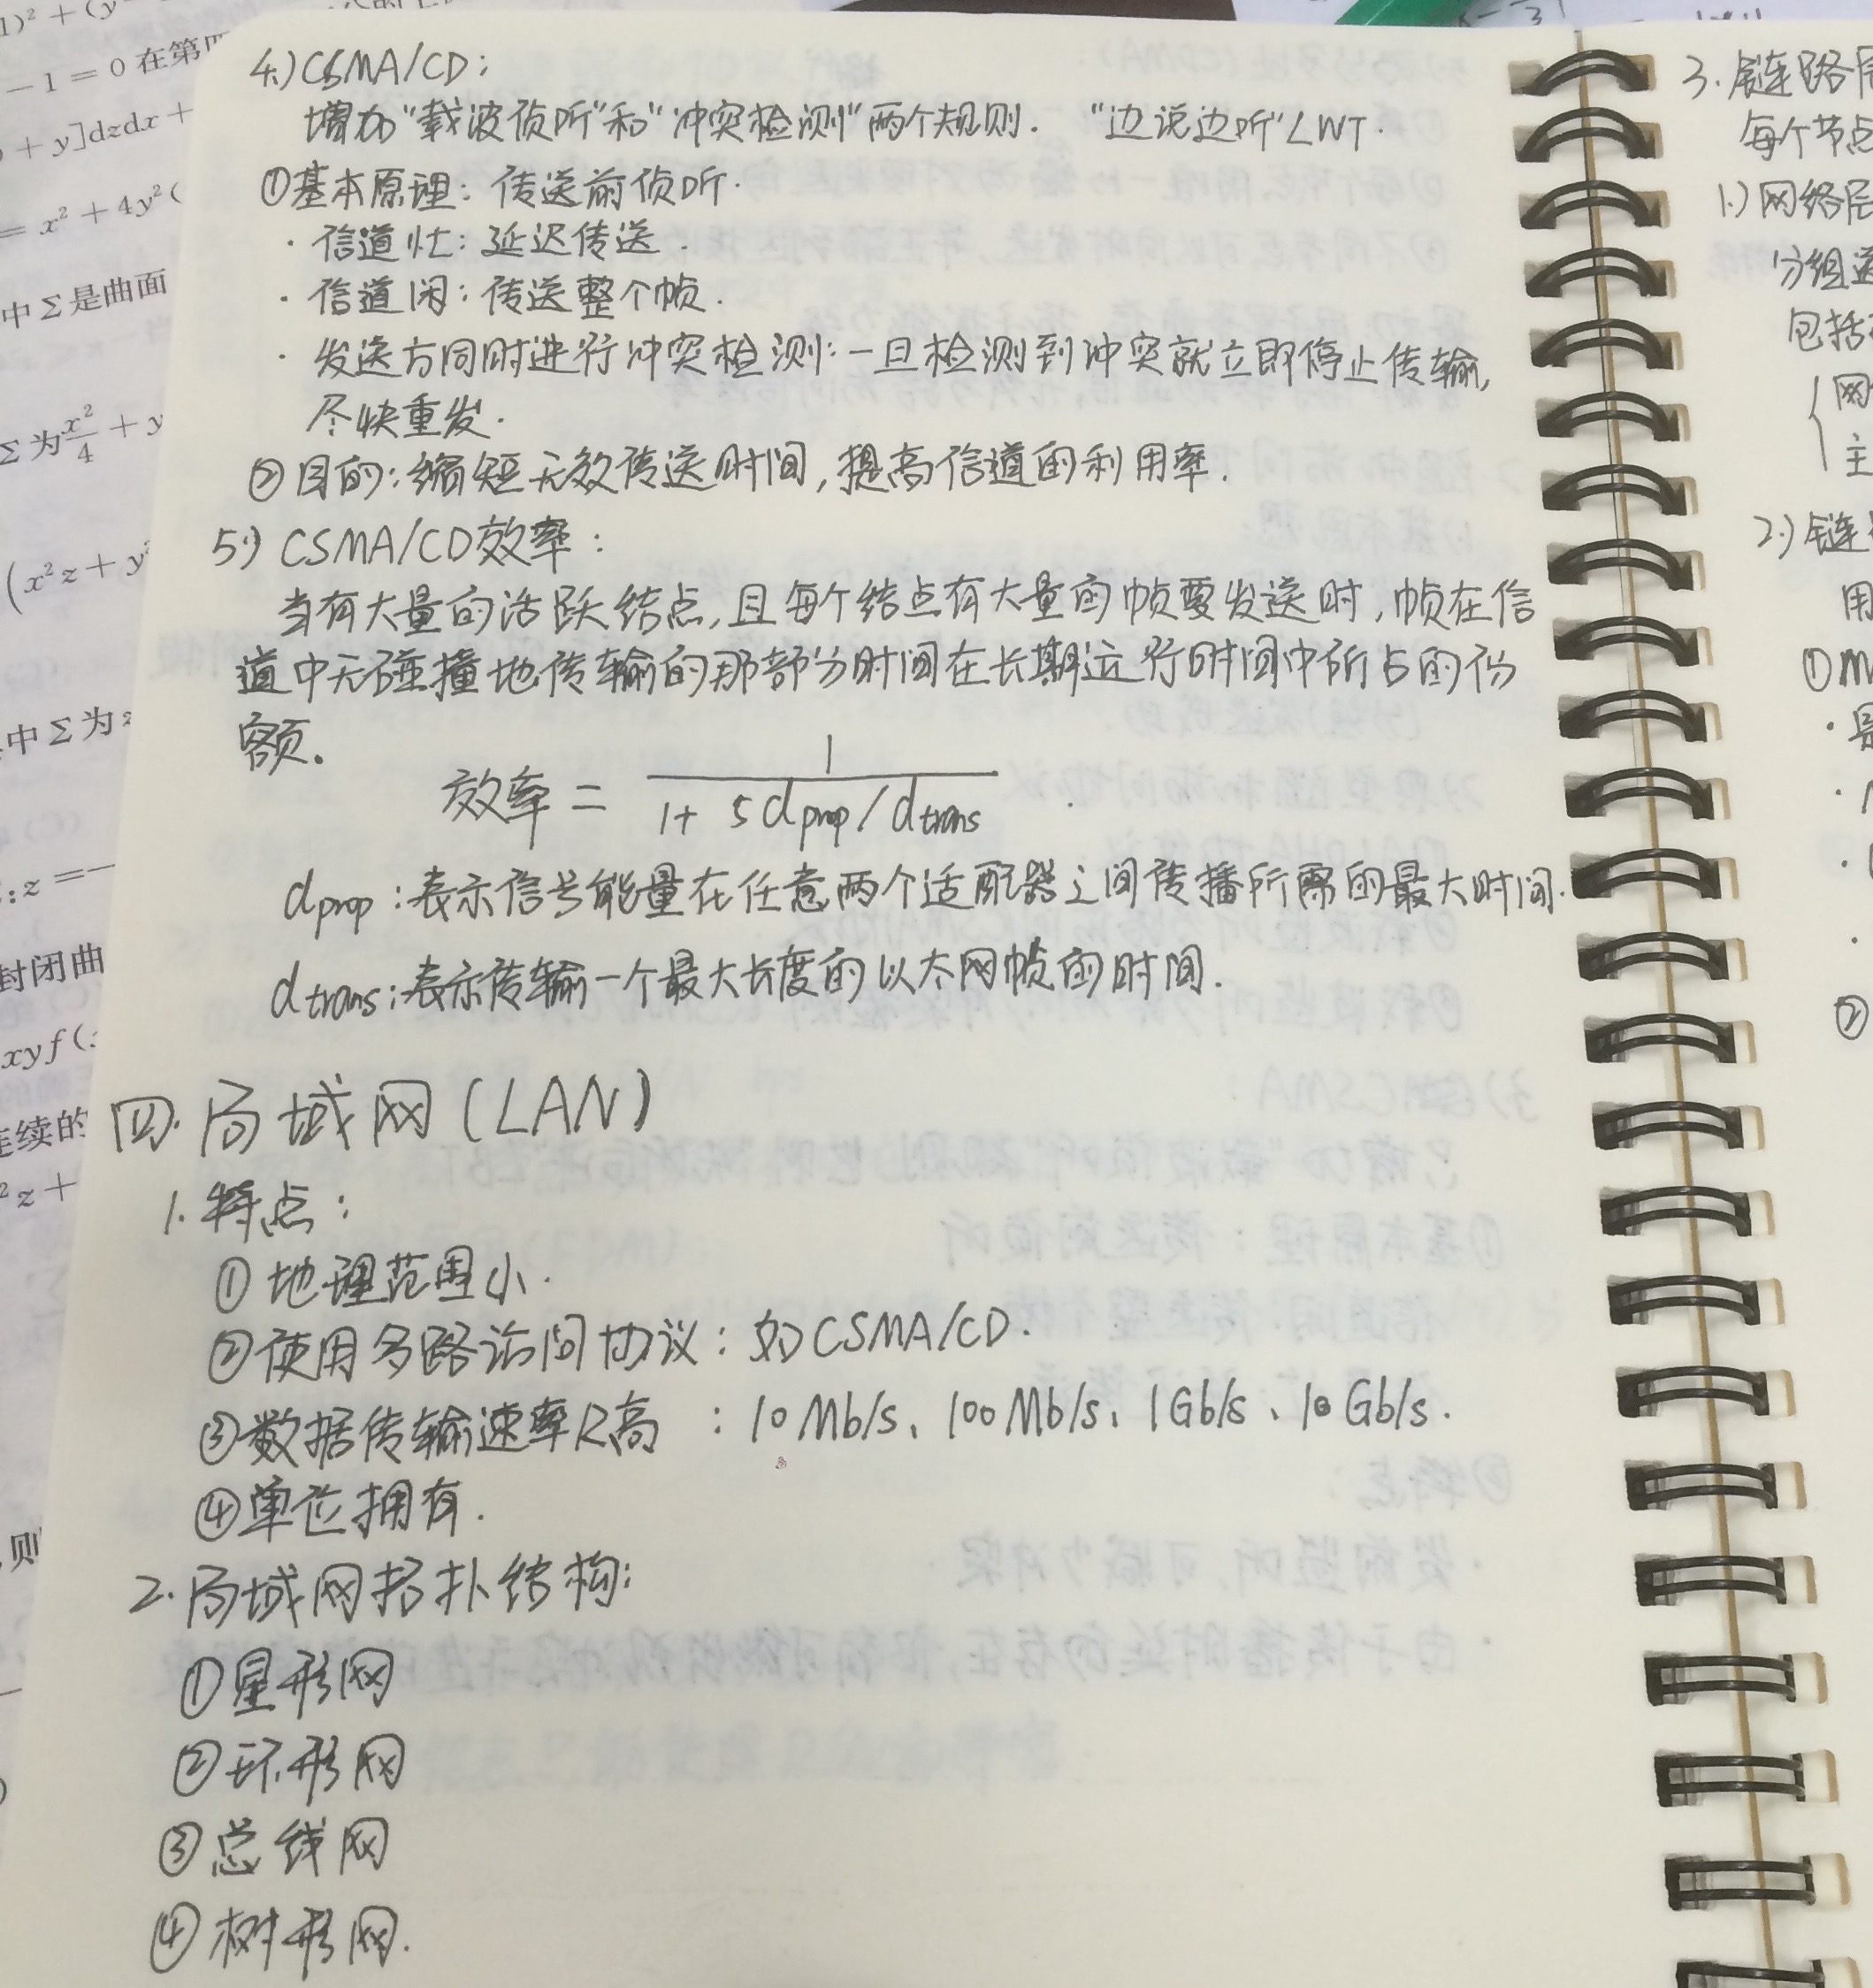 4.) CSMA/CD：
增加“载波侦听”和“冲突检测”两个规则. “边说边听”LWT.
①基本原理：传送前侦听.
· 信道忙：延迟传送.
· 信道闲：传送整个帧.
· 发送方同时进行冲突检测：一旦检测到冲突就立即停止传输,
尽快重发.
②目的：缩短无效传送时间,提高信道的利用率.
5.) CSMA/CD效率：
当有大量的活跃结点,且每个结点有大量的帧要发送时,帧在信
道中无碰撞地传输的那部分时间在长期运行时间中所占的份
额.
效率 = 1 / (1+ 5dprop/dtrans)
dprop：表示信号能量在任意两个适配器之间传播所需的最大时间.
dtrans：表示传输一个最大长度的以太网帧的时间.
四. 局域网(LAN)
1. 特点：
①地理范围小.
②使用多路访问协议：如CSMA/CD.
③数据传输速率R高：10Mb/s、100Mb/s、1Gb/s、10Gb/s.
④单位拥有.
2. 局域网拓扑结构：
①星形网
②环形网
③总线网
④树形网.
3. 链路
每个节点
1.) 网络层
分组
包括
网
主
2.) 链
用
①M
②
-1=0在第
+y]dzdx+
= x²+4y²(
中Σ是曲面
Σ为x²/4+y
(x²z+y
中Σ为
:z=-
封闭曲
xyf(
连续的
²z+
则